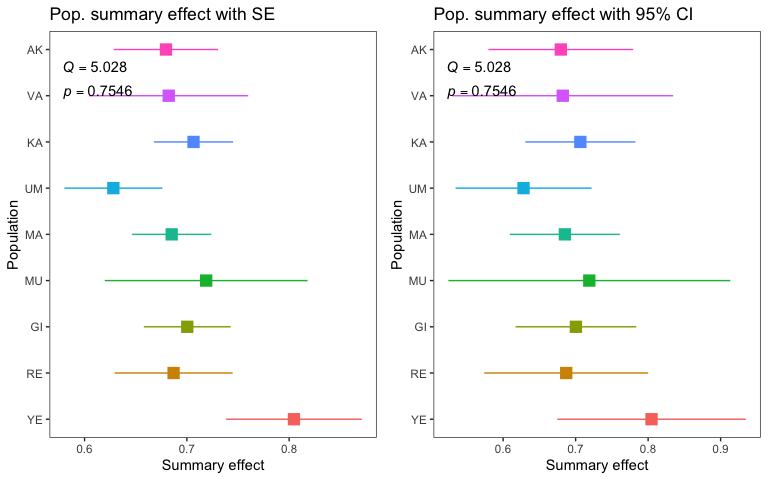 Pop. summary effect with SE
Population
AK
VA
KA
UM
MA
MU
GI
RE
YE
Q = 5.028
p = 0.7546
0.6 0.7 0.8
Summary effect
Pop. summary effect with 95% CI
Population
AK
VA
KA
UM
MA
MU
GI
RE
YE
Q = 5.028
p = 0.7546
0.6 0.7 0.8 0.9
Summary effect